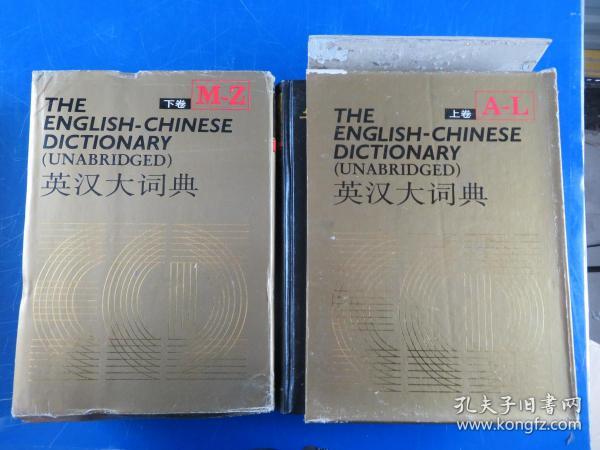 下卷 M-Z
THE
ENGLISH-CHINESE
DICTIONARY
(UNABRIDGED)
英汉大词典
上卷 A-L
THE
ENGLISH-CHINESE
DICTIONARY
(UNABRIDGED)
英汉大词典
孔夫子旧书网
www.kongfz.com